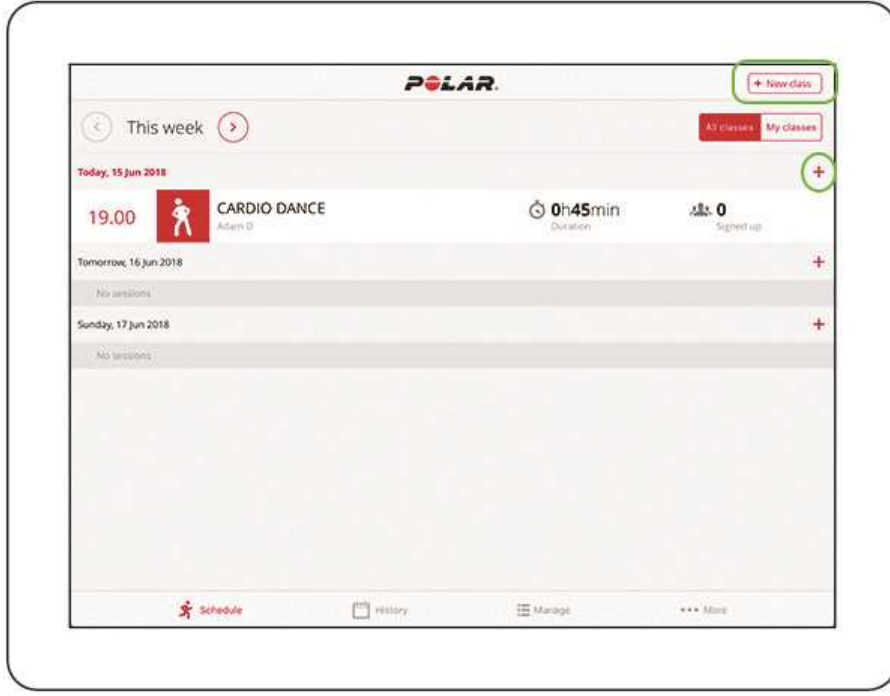 POLAR.
+ New class
This week
All classes My classes
Today, 15 Jun 2018
+
19.00
CARDIO DANCE
Adam D
0h45min
Duration
0
Signed up
Tomorrow, 16 Jun 2018
+
No sessions
Sunday, 17 Jun 2018
+
No sessions
Schedule
History
Manage
More